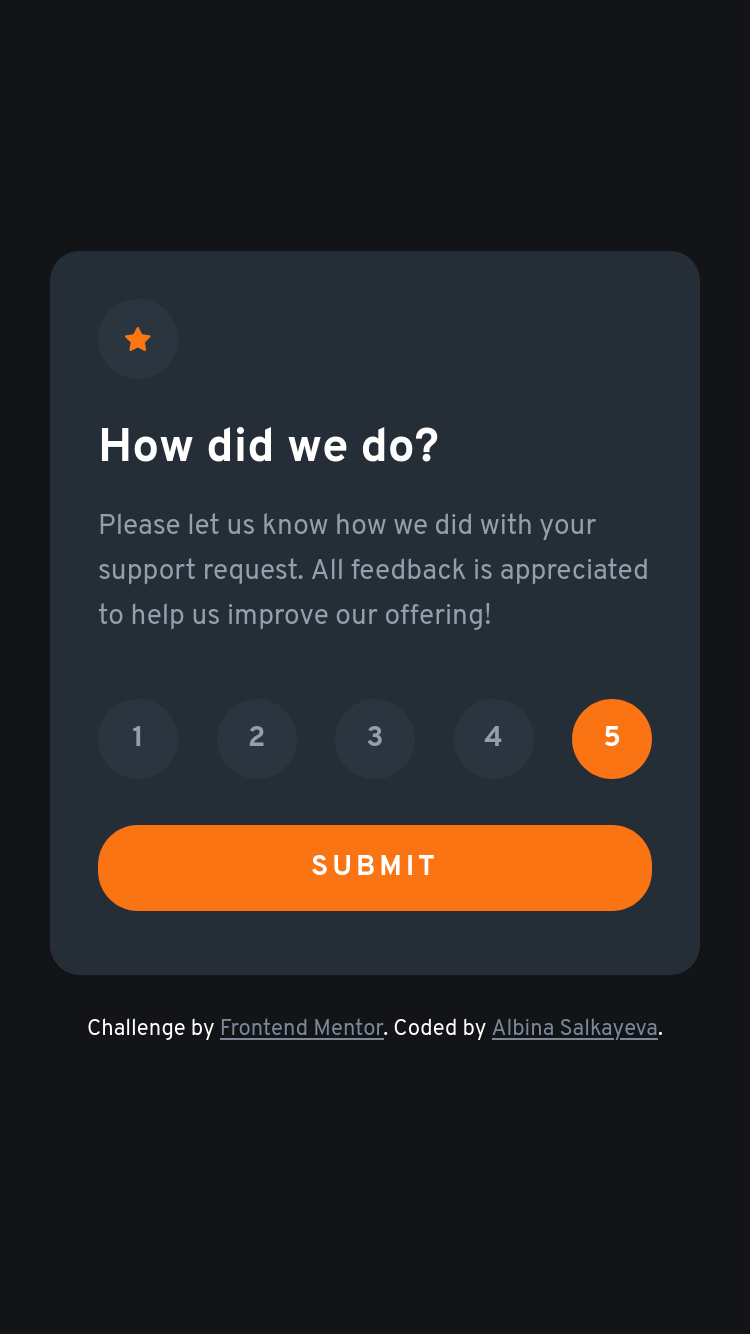 How did we do?
Please let us know how we did with your
support request. All feedback is appreciated
to help us improve our offering!
1 2 3 4 5
SUBMIT
Challenge by Frontend Mentor. Coded by Albina Salkayeva.